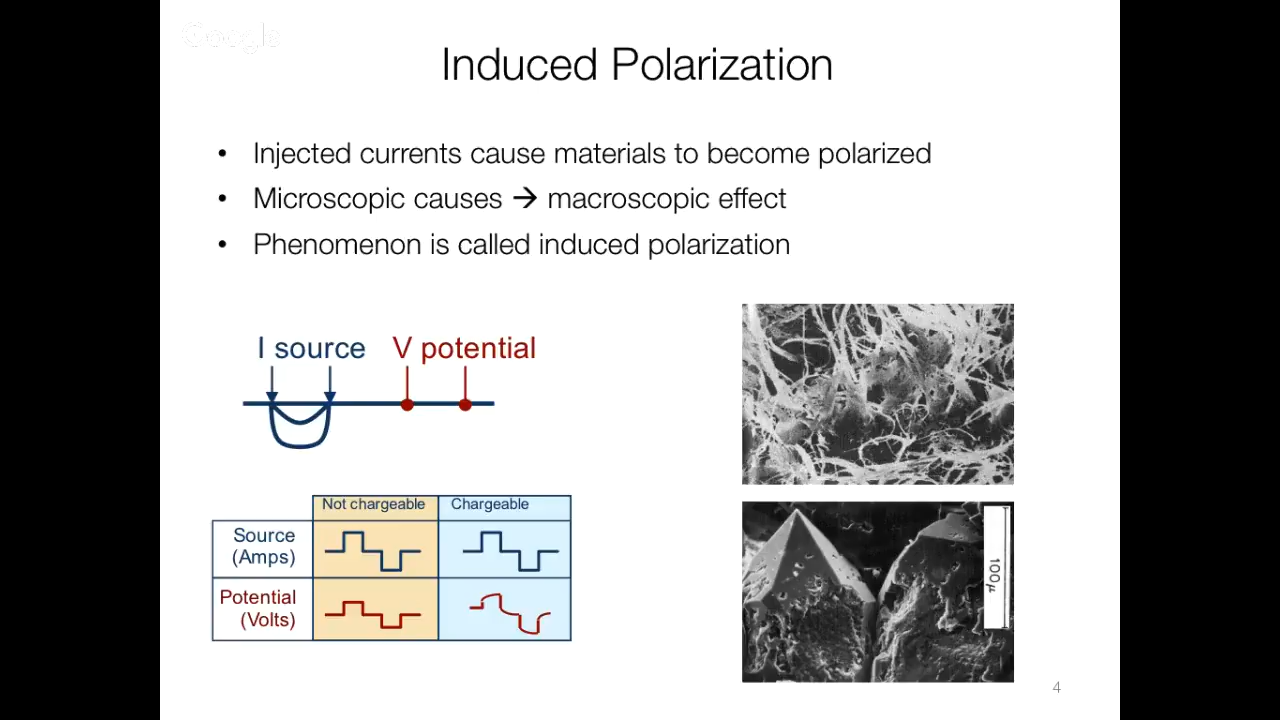 Google
Induced Polarization
• Injected currents cause materials to become polarized
• Microscopic causes → macroscopic effect
• Phenomenon is called induced polarization
I source V potential
Not chargeable Chargeable
Source
(Amps)
Potential
(Volts)
100μ
4